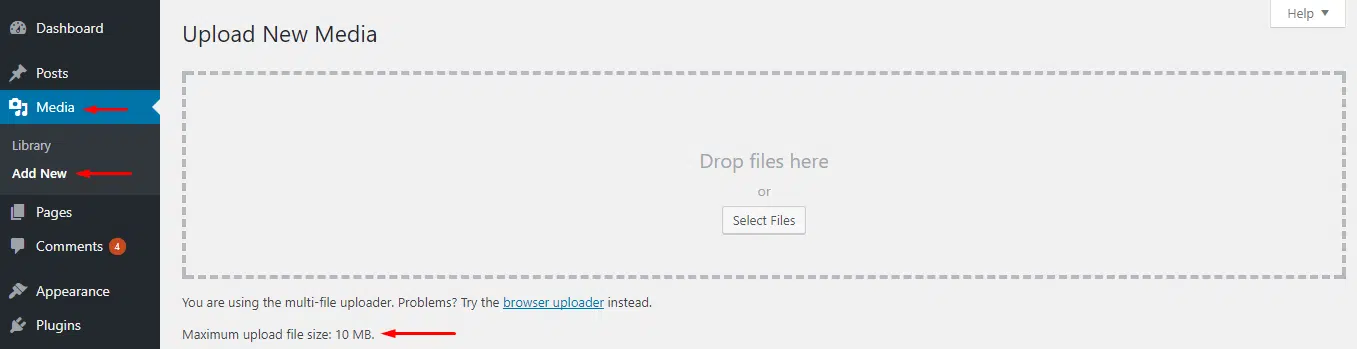 Dashboard
Posts
Media
Library
Add New
Pages
Comments 4
Appearance
Plugins
Help
Upload New Media
Drop files here
or
Select Files
You are using the multi-file uploader. Problems? Try the browser uploader instead.
Maximum upload file size: 10 MB.